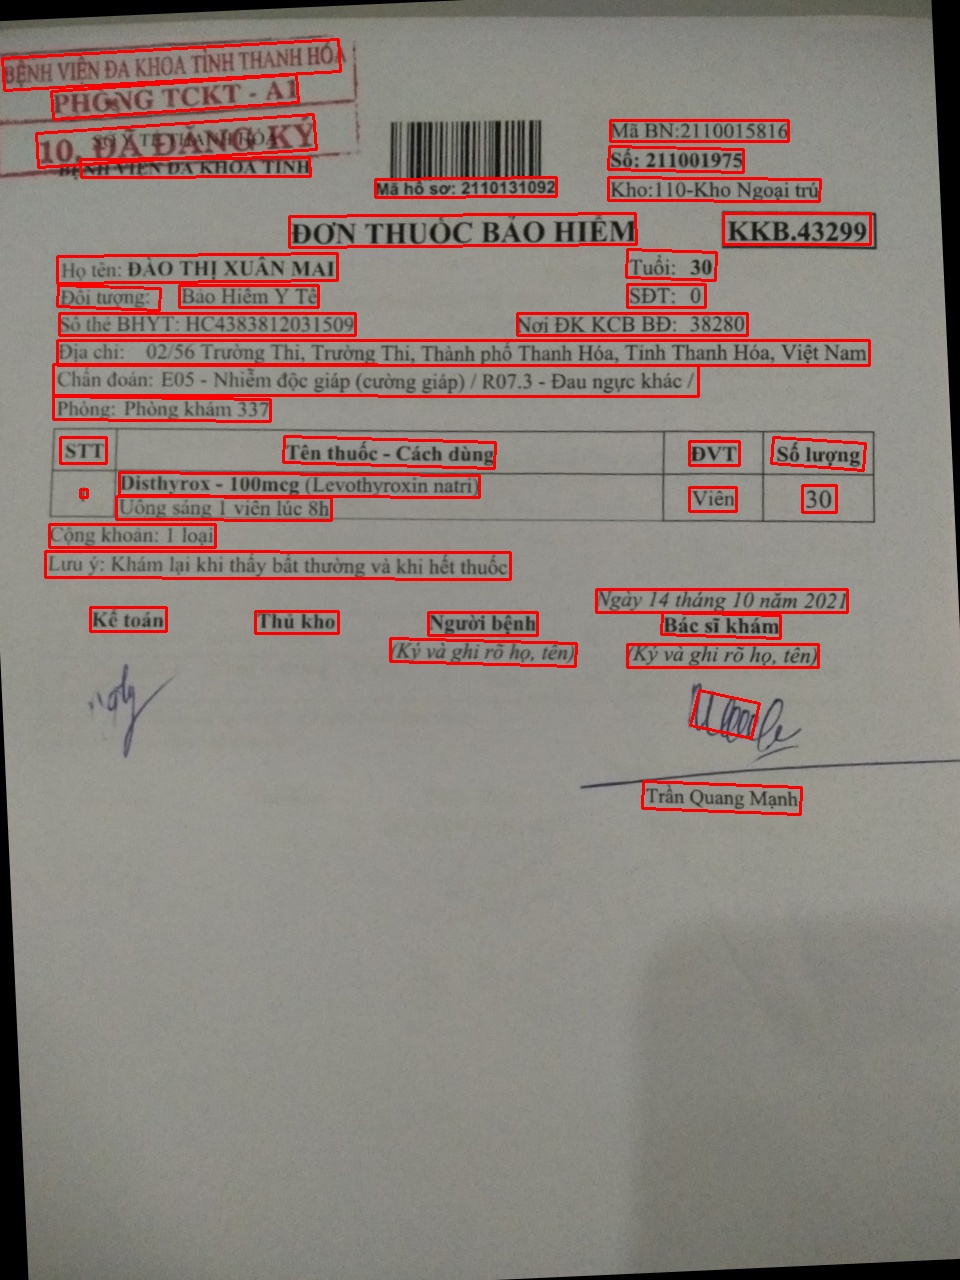 BỆNH VIỆN ĐA KHOA TỈNH THANH HÓA
PHÒNG TCKT - A1
SỞ Y TẾ THANH HÓA
10, ĐÃ ĐĂNG KÝ
BỆNH VIỆN ĐA KHOA TỈNH
Mã hồ sơ: 2110131092
Mã BN:2110015816
Số: 211001975
Kho:110-Kho Ngoại trú
ĐƠN THUỐC BẢO HIỂM KKB.43299
Họ tên: ĐÀO THỊ XUÂN MAI Tuổi: 30
Đối tượng: Bảo Hiểm Y Tế SĐT: 0
Số thẻ BHYT: HC4383812031509 Nơi ĐK KCB BĐ: 38280
Địa chỉ: 02/56 Trường Thi, Trường Thi, Thành phố Thanh Hóa, Tỉnh Thanh Hóa, Việt Nam
Chẩn đoán: E05 - Nhiễm độc giáp (cường giáp) / R07.3 - Đau ngực khác /
Phòng: Phòng khám 337
STT Tên thuốc - Cách dùng ĐVT Số lượng
Disthyrox - 100mcg (Levothyroxin natri) Viên 30
Uống sáng 1 viên lúc 8h
Cộng khoản: 1 loại
Lưu ý: Khám lại khi thấy bất thường và khi hết thuốc
Ngày 14 tháng 10 năm 2021
Kế toán Thủ kho Người bệnh Bác sĩ khám
(Ký và ghi rõ họ, tên) (Ký và ghi rõ họ, tên)
Trần Quang Mạnh